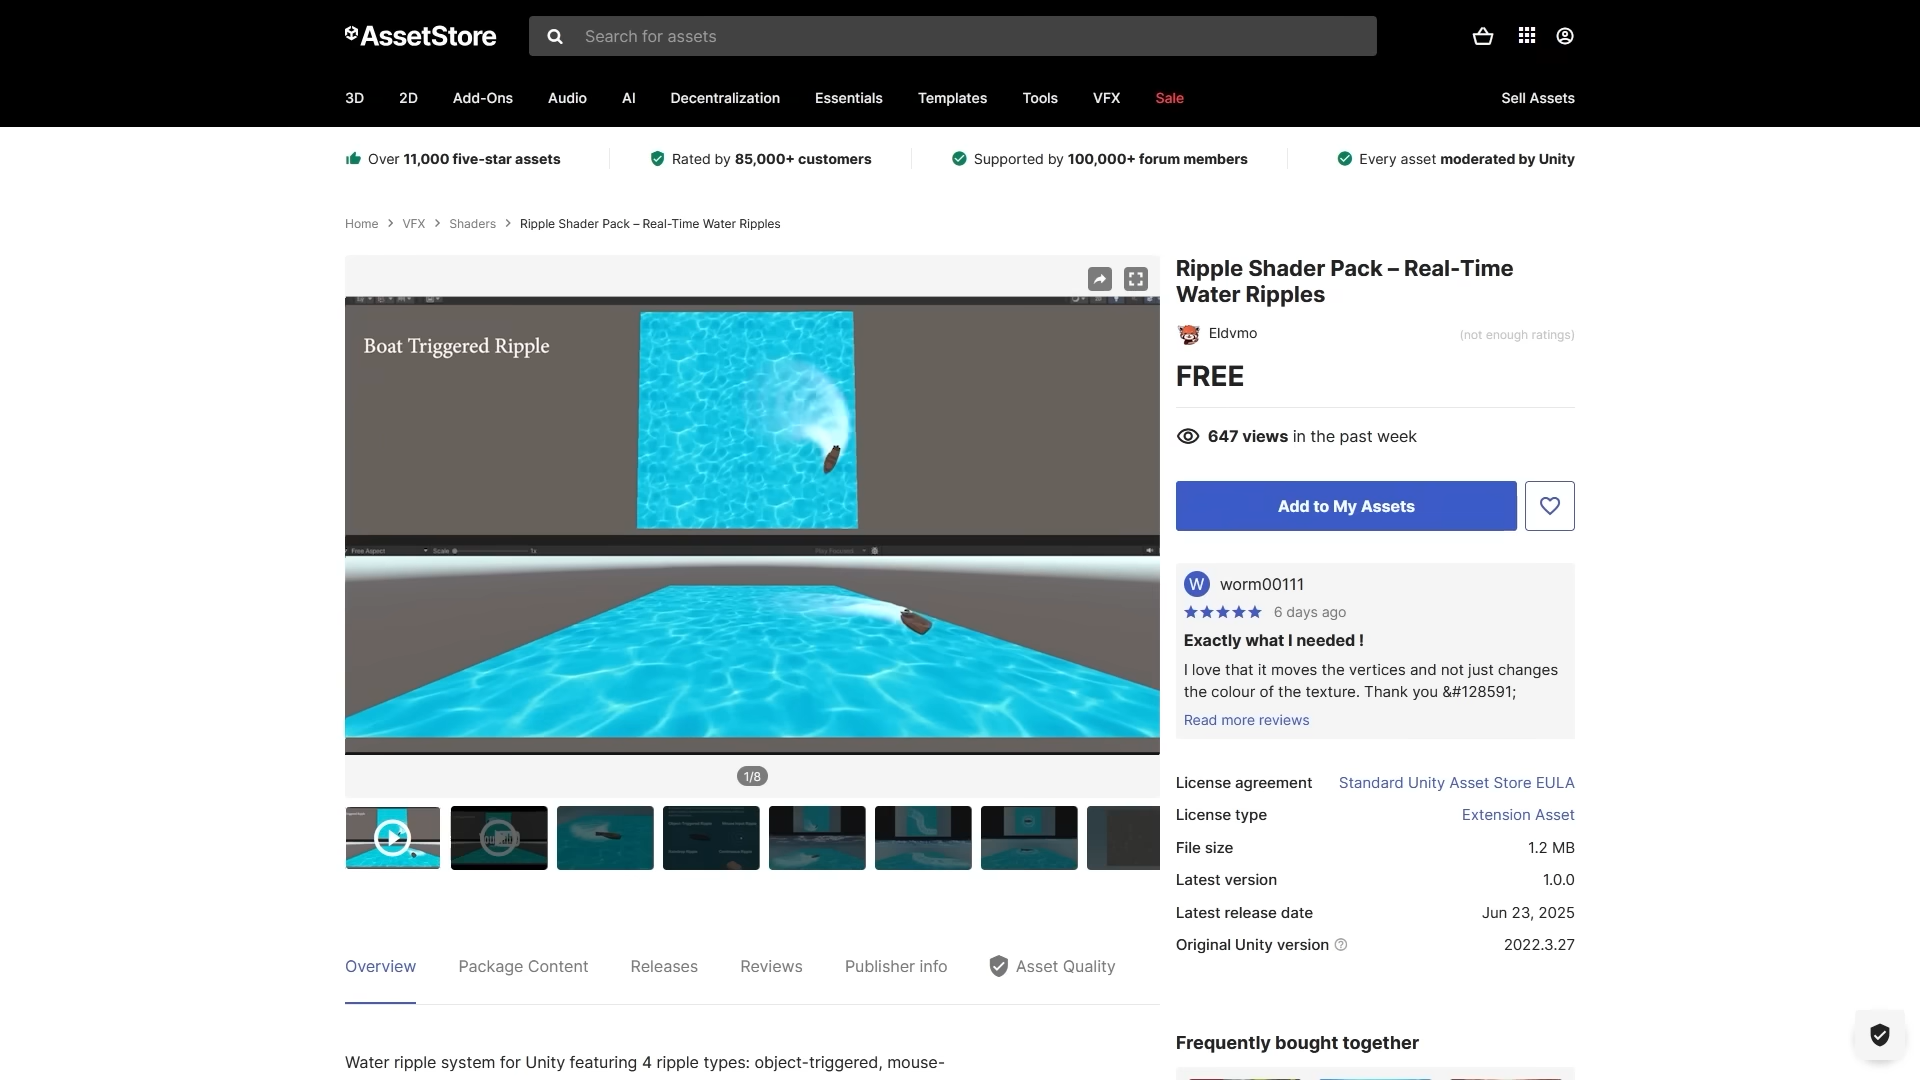 AssetStore
Search for assets
3D 2D Add-Ons Audio AI Decentralization Essentials Templates Tools VFX Sale Sell Assets
Over 11,000 five-star assets
Rated by 85,000+ customers
Supported by 100,000+ forum members
Every asset moderated by Unity
Home > VFX > Shaders > Ripple Shader Pack – Real-Time Water Ripples
Boat Triggered Ripple
Free Aspect
Scale
1x
1/8
Ripple Shader Pack – Real-Time
Water Ripples
Eldvmo
(not enough ratings)
FREE
647 views in the past week
Add to My Assets
W worm00111
6 days ago
Exactly what I needed !
I love that it moves the vertices and not just changes
the colour of the texture. Thank you &#128591;
Read more reviews
License agreement Standard Unity Asset Store EULA
License type Extension Asset
File size 1.2 MB
Latest version 1.0.0
Latest release date Jun 23, 2025
Original Unity version 2022.3.27
Overview Package Content Releases Reviews Publisher info Asset Quality
Water ripple system for Unity featuring 4 ripple types: object-triggered, mouse-
Frequently bought together